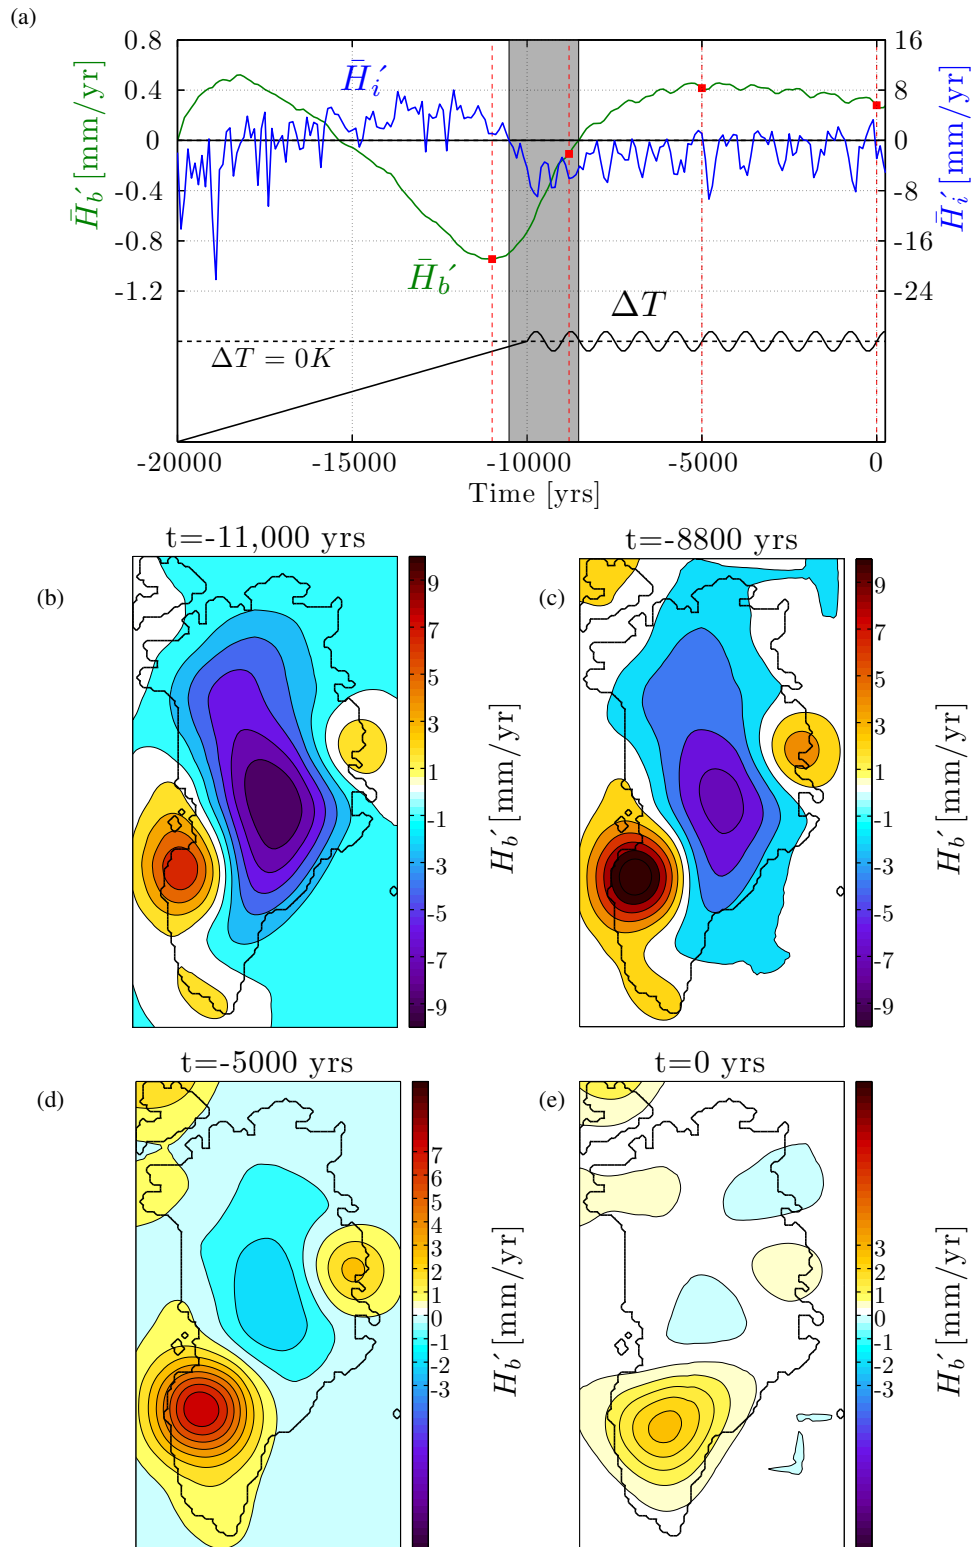 (a)
0.8
0.4
0
-0.4
-0.8
-1.2
H̄b′ [mm/yr]
16
8
0
-8
-16
-24
H̄i′ [mm/yr]
H̄i′
H̄b′
ΔT
ΔT = 0K
-20000 -15000 -10000 -5000 0
Time [yrs]
t=-11,000 yrs
(b)
9
7
5
3
1
-1
-3
-5
-7
-9
Hb′ [mm/yr]
t=-8800 yrs
(c)
9
7
5
3
1
-1
-3
-5
-7
-9
Hb′ [mm/yr]
t=-5000 yrs
(d)
7
6
5
4
3
2
1
0
-1
-2
-3
Hb′ [mm/yr]
t=0 yrs
(e)
3
2
1
0
-1
-2
-3
Hb′ [mm/yr]